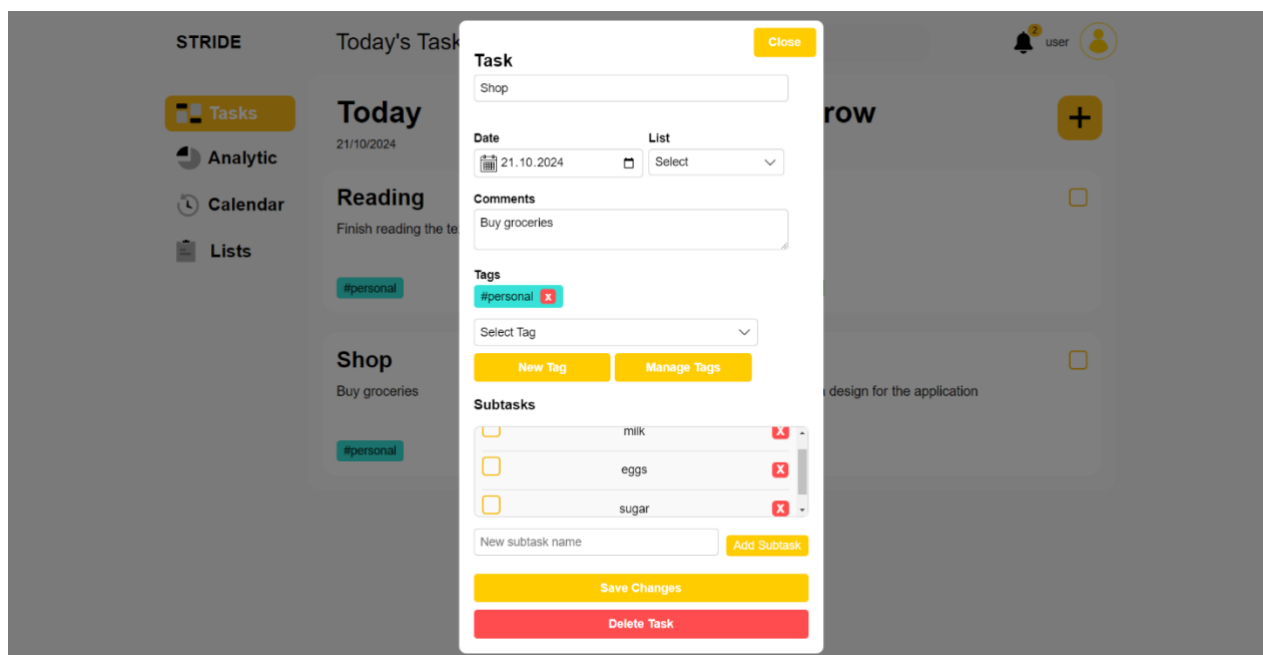 STRIDE
Today's Task
2
user
Tasks
Analytic
Calendar
Lists
Today
21/10/2024
row
+
Reading
Finish reading the te
#personal
Shop
Buy groceries
#personal
design for the application
Close
Task
Shop
Date
List
21.10.2024
Select
Comments
Buy groceries
Tags
#personal X
Select Tag
New Tag
Manage Tags
Subtasks
milk X
eggs X
sugar X
New subtask name
Add Subtask
Save Changes
Delete Task